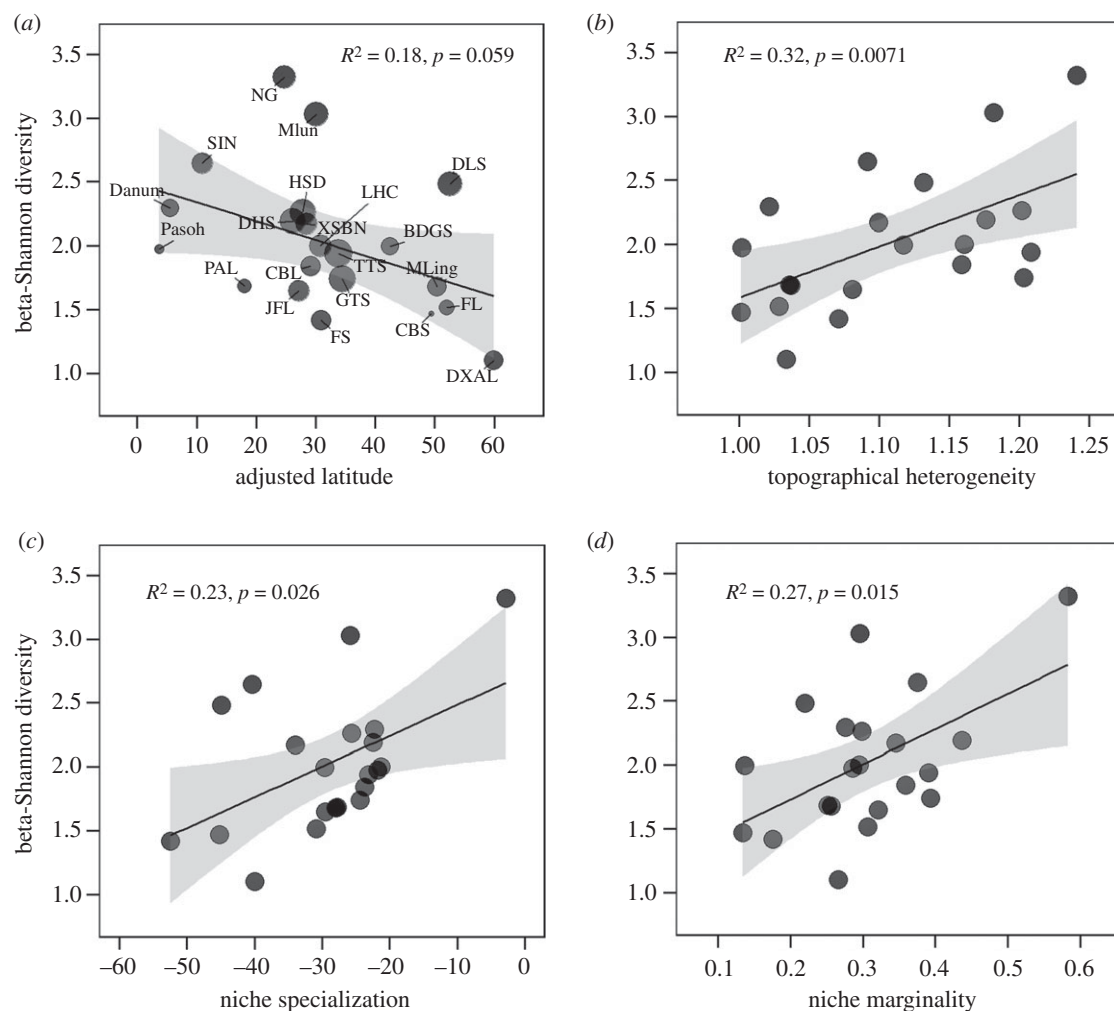 (a)
R² = 0.18, p = 0.059
beta-Shannon diversity
3.5
3.0
2.5
2.0
1.5
1.0
NG
Mlun
SIN
DLS
HSD
LHC
Danum
DHS
XSBN
BDGS
Pasoh
PAL
CBL
TTS
MLing
JFL
GTS
FL
FS
CBS
DXAL
0 10 20 30 40 50 60
adjusted latitude
(b)
R² = 0.32, p = 0.0071
3.5
3.0
2.5
2.0
1.5
1.0
1.00 1.05 1.10 1.15 1.20 1.25
topographical heterogeneity
(c)
R² = 0.23, p = 0.026
beta-Shannon diversity
3.5
3.0
2.5
2.0
1.5
1.0
–60 –50 –40 –30 –20 –10 0
niche specialization
(d)
R² = 0.27, p = 0.015
3.5
3.0
2.5
2.0
1.5
1.0
0.1 0.2 0.3 0.4 0.5 0.6
niche marginality